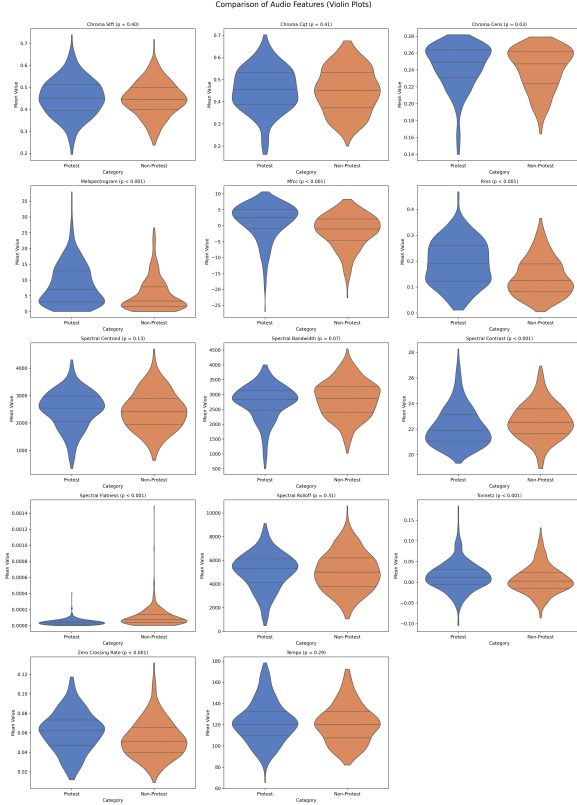 Comparison of Audio Features (Violin Plots)
Chroma Stft (p = 0.40)
Mean Value
0.7
0.6
0.5
0.4
0.3
0.2
Protest
Non-Protest
Category
Chroma Cqt (p = 0.41)
Mean Value
0.7
0.6
0.5
0.4
0.3
0.2
Protest
Non-Protest
Category
Chroma Cens (p = 0.03)
Mean Value
0.28
0.26
0.24
0.22
0.20
0.18
0.16
0.14
Protest
Non-Protest
Category
Melspectrogram (p < 0.001)
Mean Value
35
30
25
20
15
10
5
0
Protest
Non-Protest
Category
Mfcc (p < 0.001)
Mean Value
10
5
0
−5
−10
−15
−20
−25
Protest
Non-Protest
Category
Rms (p < 0.001)
Mean Value
0.4
0.3
0.2
0.1
0.0
Protest
Non-Protest
Category
Spectral Centroid (p = 0.13)
Mean Value
4000
3000
2000
1000
Protest
Non-Protest
Category
Spectral Bandwidth (p = 0.07)
Mean Value
4500
4000
3500
3000
2500
2000
1500
1000
500
Protest
Non-Protest
Category
Spectral Contrast (p < 0.001)
Mean Value
28
26
24
22
20
Protest
Non-Protest
Category
Spectral Flatness (p < 0.001)
Mean Value
0.0014
0.0012
0.0010
0.0008
0.0006
0.0004
0.0002
0.0000
Protest
Non-Protest
Category
Spectral Rolloff (p = 0.31)
Mean Value
10000
8000
6000
4000
2000
0
Protest
Non-Protest
Category
Tonnetz (p < 0.001)
Mean Value
0.15
0.10
0.05
0.00
−0.05
−0.10
Protest
Non-Protest
Category
Zero Crossing Rate (p < 0.001)
Mean Value
0.12
0.10
0.08
0.06
0.04
0.02
Protest
Non-Protest
Category
Tempo (p = 0.29)
Mean Value
180
160
140
120
100
80
60
Protest
Non-Protest
Category